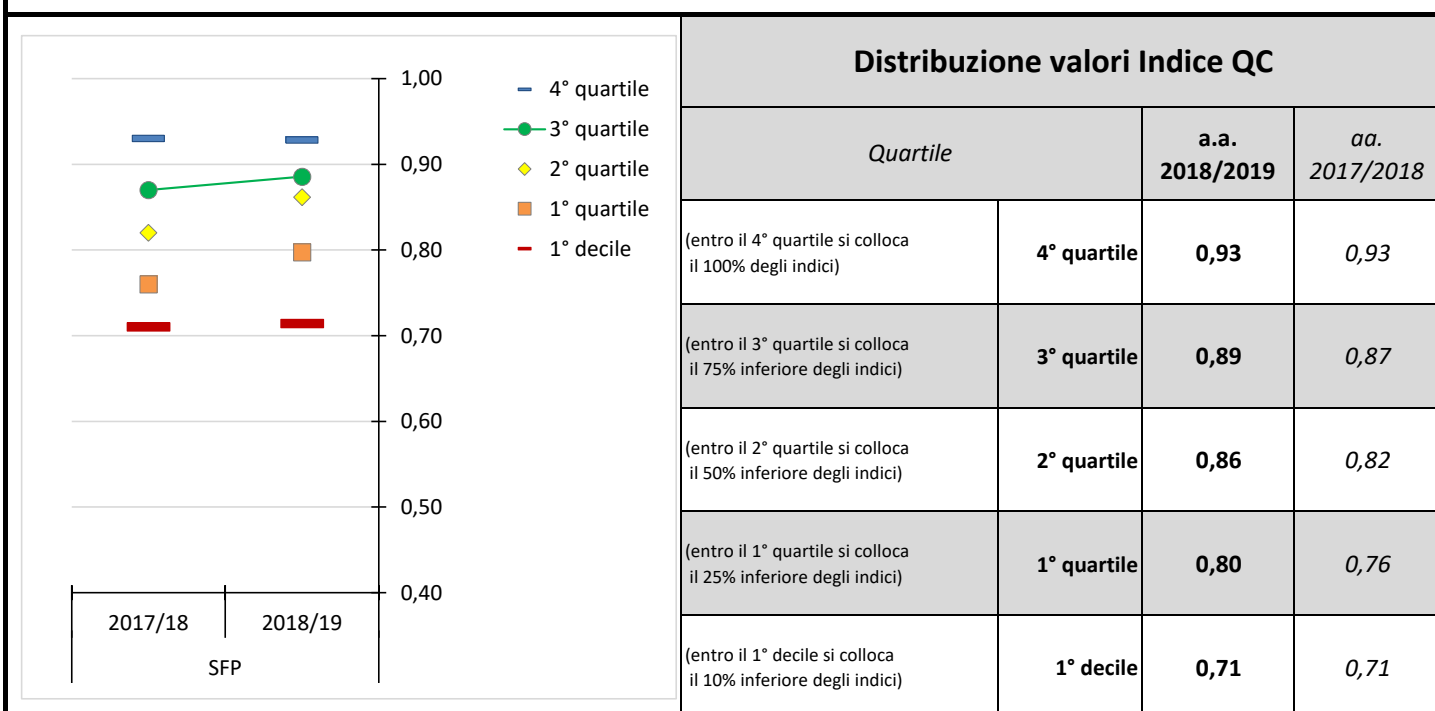 1,00
0,90
0,80
0,70
0,60
0,50
0,40
2017/18
2018/19
SFP
4° quartile
3° quartile
2° quartile
1° quartile
1° decile
Distribuzione valori Indice QC
Quartile
a.a.
2018/2019
aa.
2017/2018
(entro il 4° quartile si colloca
il 100% degli indici)
4° quartile
0,93
0,93
(entro il 3° quartile si colloca
il 75% inferiore degli indici)
3° quartile
0,89
0,87
(entro il 2° quartile si colloca
il 50% inferiore degli indici)
2° quartile
0,86
0,82
(entro il 1° quartile si colloca
il 25% inferiore degli indici)
1° quartile
0,80
0,76
(entro il 1° decile si colloca
il 10% inferiore degli indici)
1° decile
0,71
0,71